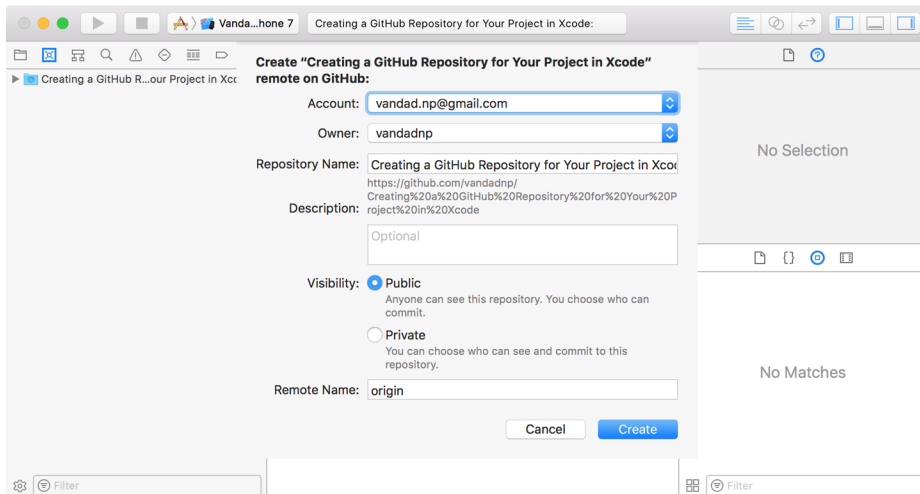 Vanda...hone 7
Creating a GitHub Repository for Your Project in Xcode:
Creating a GitHub R...our Project in Xcc
Create “Creating a GitHub Repository for Your Project in Xcode”
remote on GitHub:
Account: vandad.np@gmail.com
Owner: vandadnp
Repository Name: Creating a GitHub Repository for Your Project in Xco
https://github.com/vandadnp/
Creating%20a%20GitHub%20Repository%20for%20Your%20P
roject%20in%20Xcode
Description:
Optional
Visibility: Public
Anyone can see this repository. You choose who can
commit.
Private
You can choose who can see and commit to this
repository.
Remote Name: origin
Cancel
Create
No Selection
{}
No Matches
Filter
Filter